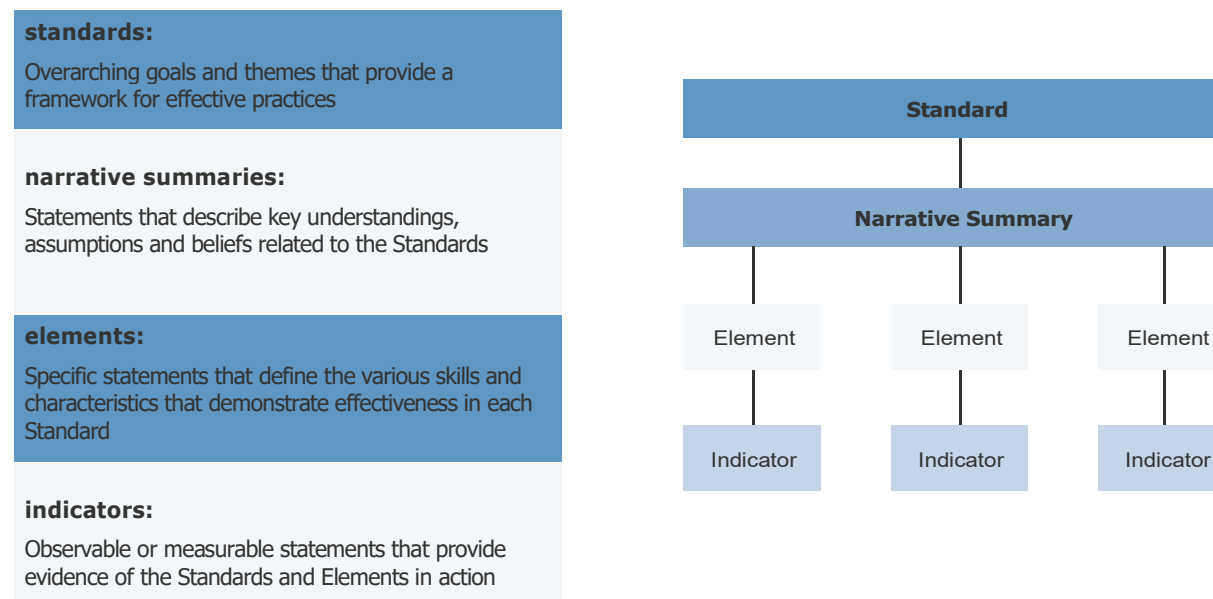 standards:
Overarching goals and themes that provide a
framework for effective practices
narrative summaries:
Statements that describe key understandings,
assumptions and beliefs related to the Standards
elements:
Specific statements that define the various skills and
characteristics that demonstrate effectiveness in each
Standard
indicators:
Observable or measurable statements that provide
evidence of the Standards and Elements in action
Standard
Narrative Summary
Element Element Element
Indicator Indicator Indicator